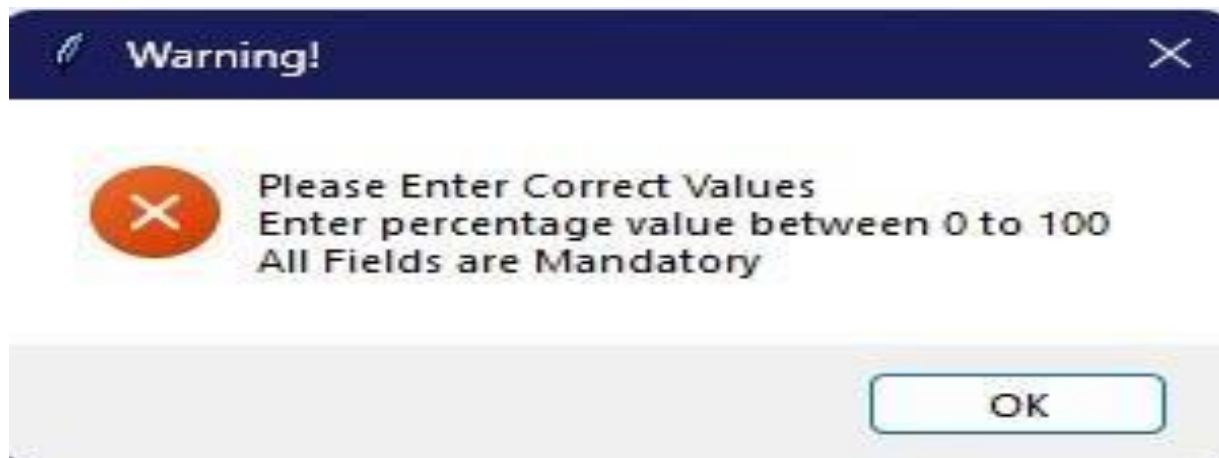 Warning!
Please Enter Correct Values
Enter percentage value between 0 to 100
All Fields are Mandatory
OK